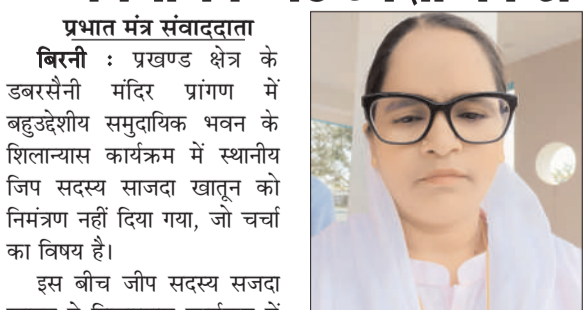 प्रभात मंत्र संवाददाता
बिरनी : प्रखण्ड क्षेत्र के
डबरसैनी मंदिर प्रांगण में
बहुउद्देशीय समुदायिक भवन के
शिलान्यास कार्यक्रम में स्थानीय
जिप सदस्य साजदा खातून को
निमंत्रण नहीं दिया गया, जो चर्चा
का विषय है।
इस बीच जीप सदस्य सजदा